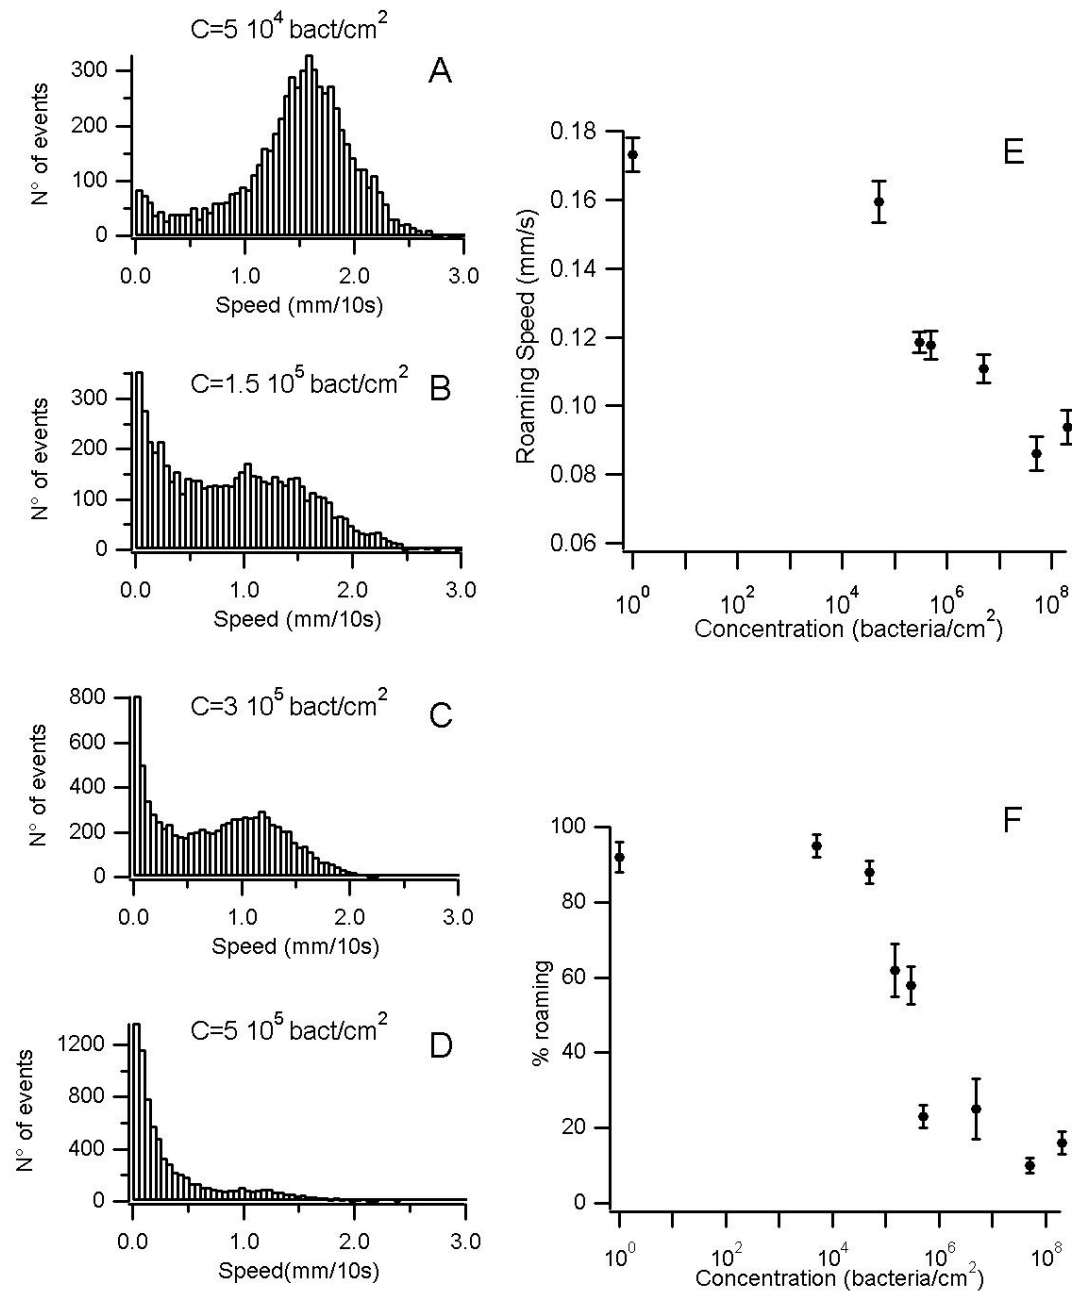 C=5 10^4 bact/cm^2
A
300
200
100
0
N° of events
0.0 1.0 2.0 3.0
Speed (mm/10s)
C=1.5 10^5 bact/cm^2
B
300
200
100
0
N° of events
0.0 1.0 2.0 3.0
Speed (mm/10s)
C=3 10^5 bact/cm^2
C
800
600
400
200
0
N° of events
0.0 1.0 2.0 3.0
Speed (mm/10s)
C=5 10^5 bact/cm^2
D
1200
800
400
0
N° of events
0.0 1.0 2.0 3.0
Speed(mm/10s)
E
0.18
0.16
0.14
0.12
0.10
0.08
0.06
Roaming Speed (mm/s)
10^0 10^2 10^4 10^6 10^8
Concentration (bacteria/cm^2)
F
100
80
60
40
20
0
% roaming
10^0 10^2 10^4 10^6 10^8
Concentration (bacteria/cm^2)